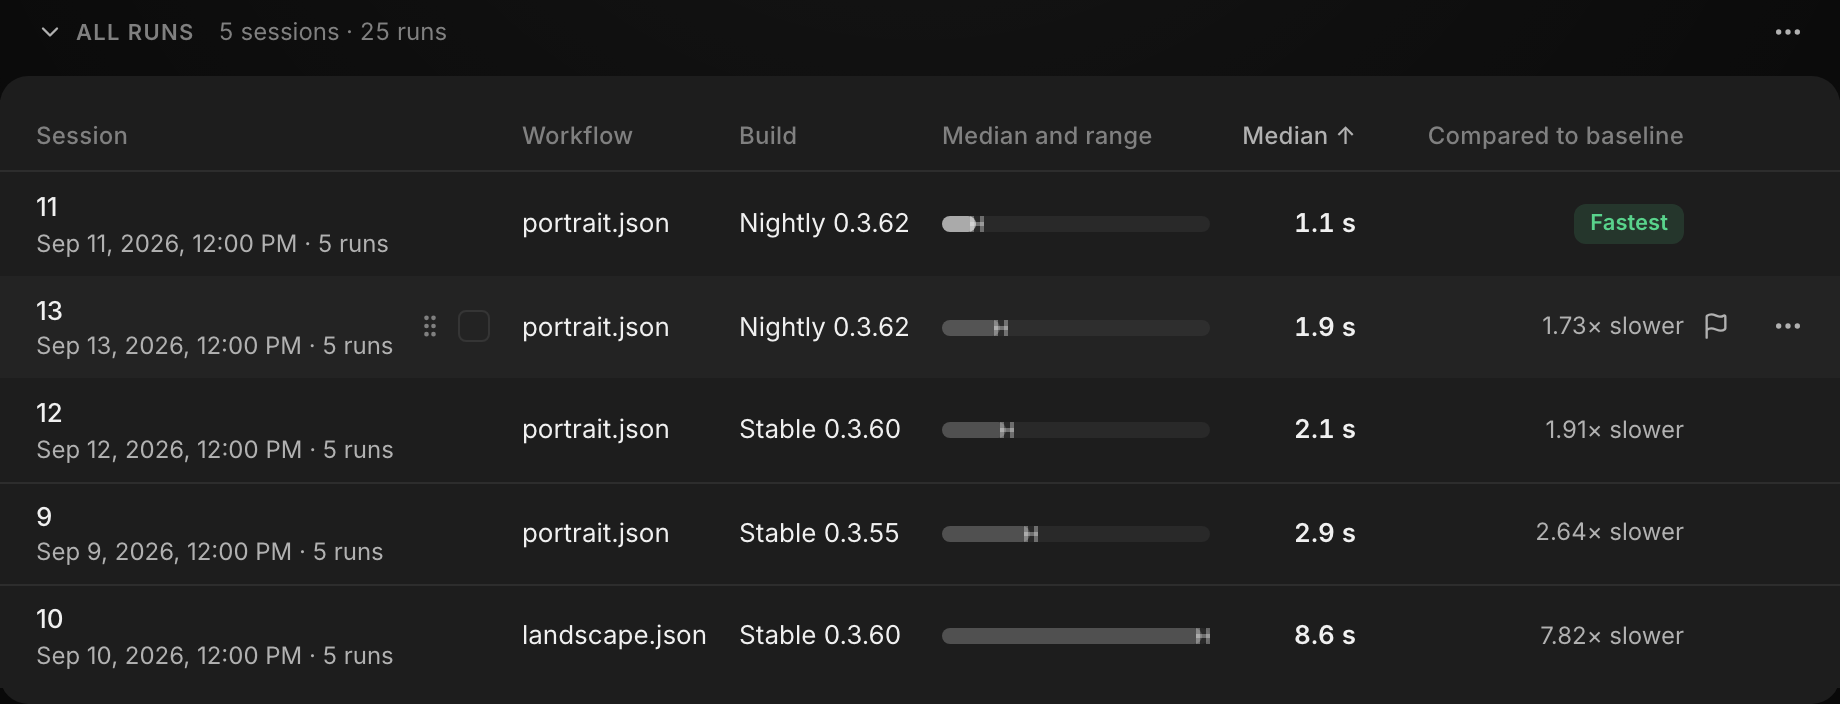 ALL RUNS 5 sessions · 25 runs
Session Workflow Build Median and range Median ↑ Compared to baseline
11
Sep 11, 2026, 12:00 PM · 5 runs
portrait.json Nightly 0.3.62 1.1 s Fastest
13
Sep 13, 2026, 12:00 PM · 5 runs
portrait.json Nightly 0.3.62 1.9 s 1.73× slower
12
Sep 12, 2026, 12:00 PM · 5 runs
portrait.json Stable 0.3.60 2.1 s 1.91× slower
9
Sep 9, 2026, 12:00 PM · 5 runs
portrait.json Stable 0.3.55 2.9 s 2.64× slower
10
Sep 10, 2026, 12:00 PM · 5 runs
landscape.json Stable 0.3.60 8.6 s 7.82× slower